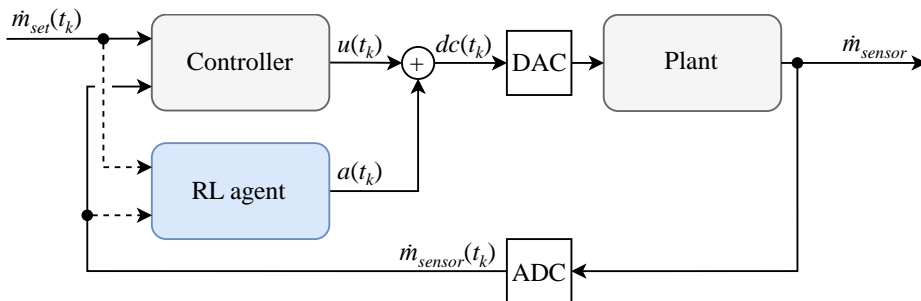 ṁ_set(t_k)
Controller
u(t_k)
+
dc(t_k)
DAC
Plant
ṁ_sensor
RL agent
a(t_k)
ṁ_sensor(t_k)
ADC